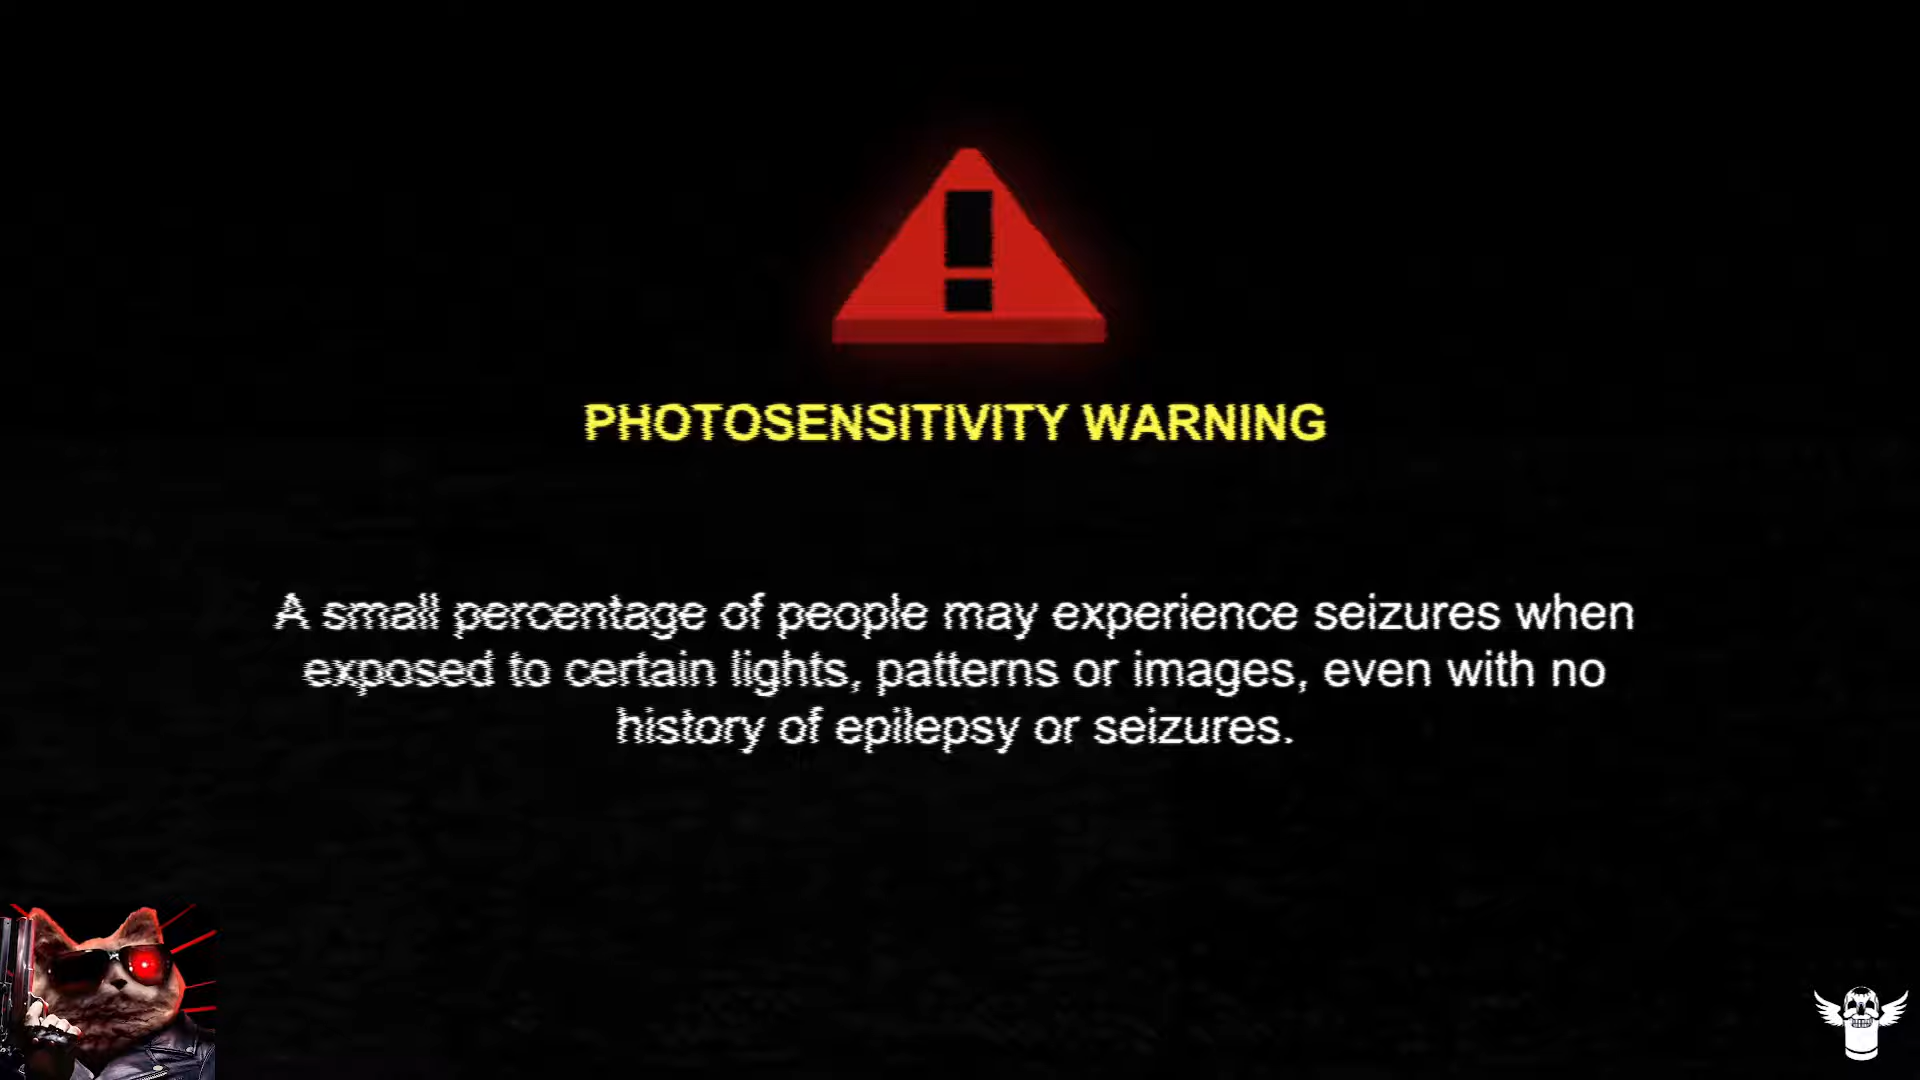 PHOTOSENSITIVITY WARNING
A small percentage of people may experience seizures when
exposed to certain lights, patterns or images, even with no
history of epilepsy or seizures.